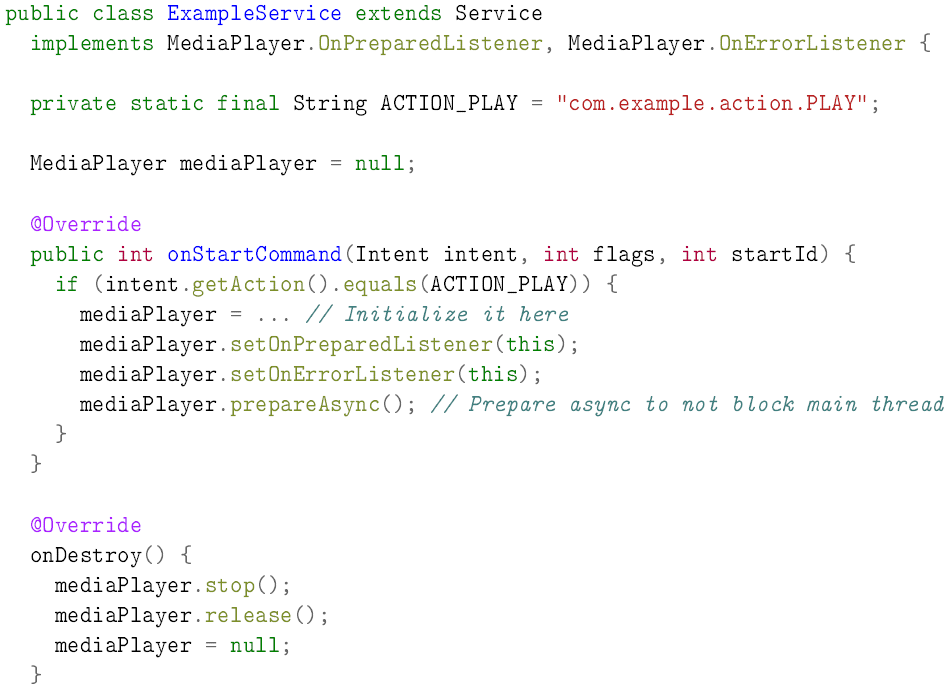 public class ExampleService extends Service
  implements MediaPlayer.OnPreparedListener, MediaPlayer.OnErrorListener {

  private static final String ACTION_PLAY = "com.example.action.PLAY";

  MediaPlayer mediaPlayer = null;

  @Override
  public int onStartCommand(Intent intent, int flags, int startId) {
    if (intent.getAction().equals(ACTION_PLAY)) {
      mediaPlayer = ... // Initialize it here
      mediaPlayer.setOnPreparedListener(this);
      mediaPlayer.setOnErrorListener(this);
      mediaPlayer.prepareAsync(); // Prepare async to not block main thread
    }
  }

  @Override
  onDestroy() {
    mediaPlayer.stop();
    mediaPlayer.release();
    mediaPlayer = null;
  }